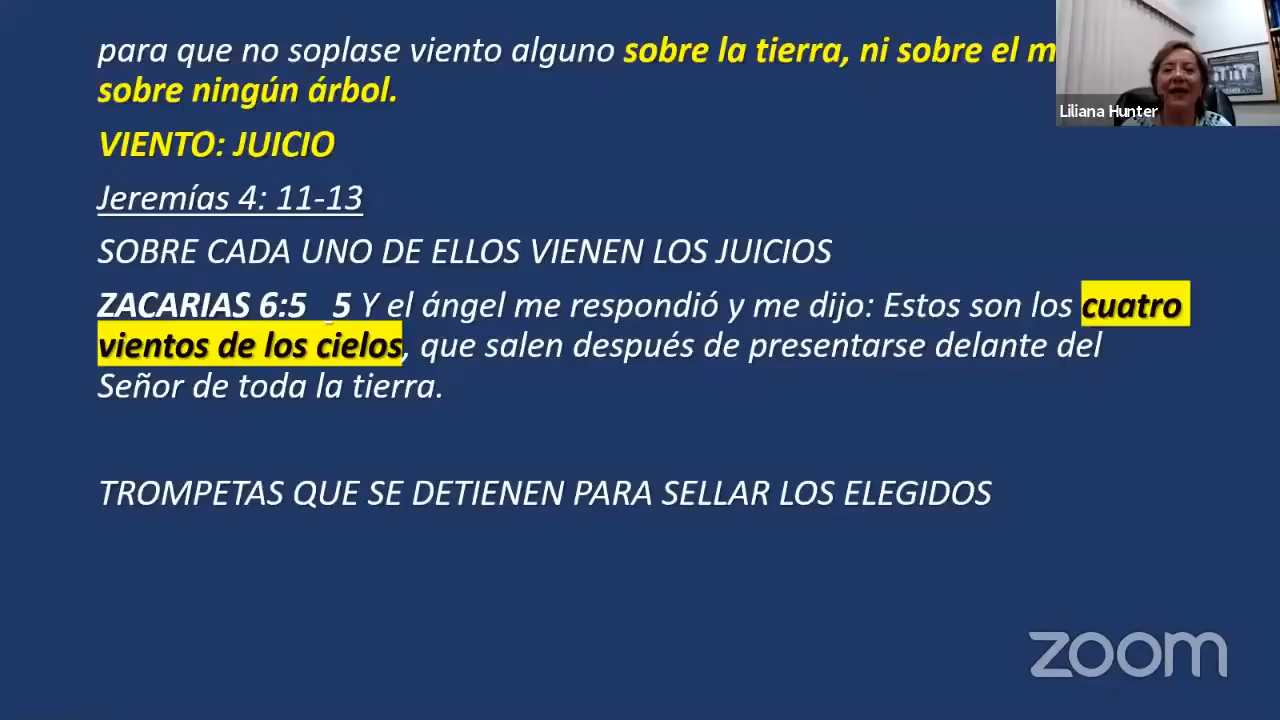 para que no soplase viento alguno sobre la tierra, ni sobre el
sobre ningún árbol.
VIENTO: JUICIO
Jeremías 4: 11-13
SOBRE CADA UNO DE ELLOS VIENEN LOS JUICIOS
ZACARIAS 6:5 5 Y el ángel me respondió y me dijo: Estos son los cuatro
vientos de los cielos, que salen después de presentarse delante del
Señor de toda la tierra.
TROMPETAS QUE SE DETIENEN PARA SELLAR LOS ELEGIDOS
Liliana Hunter
zoom